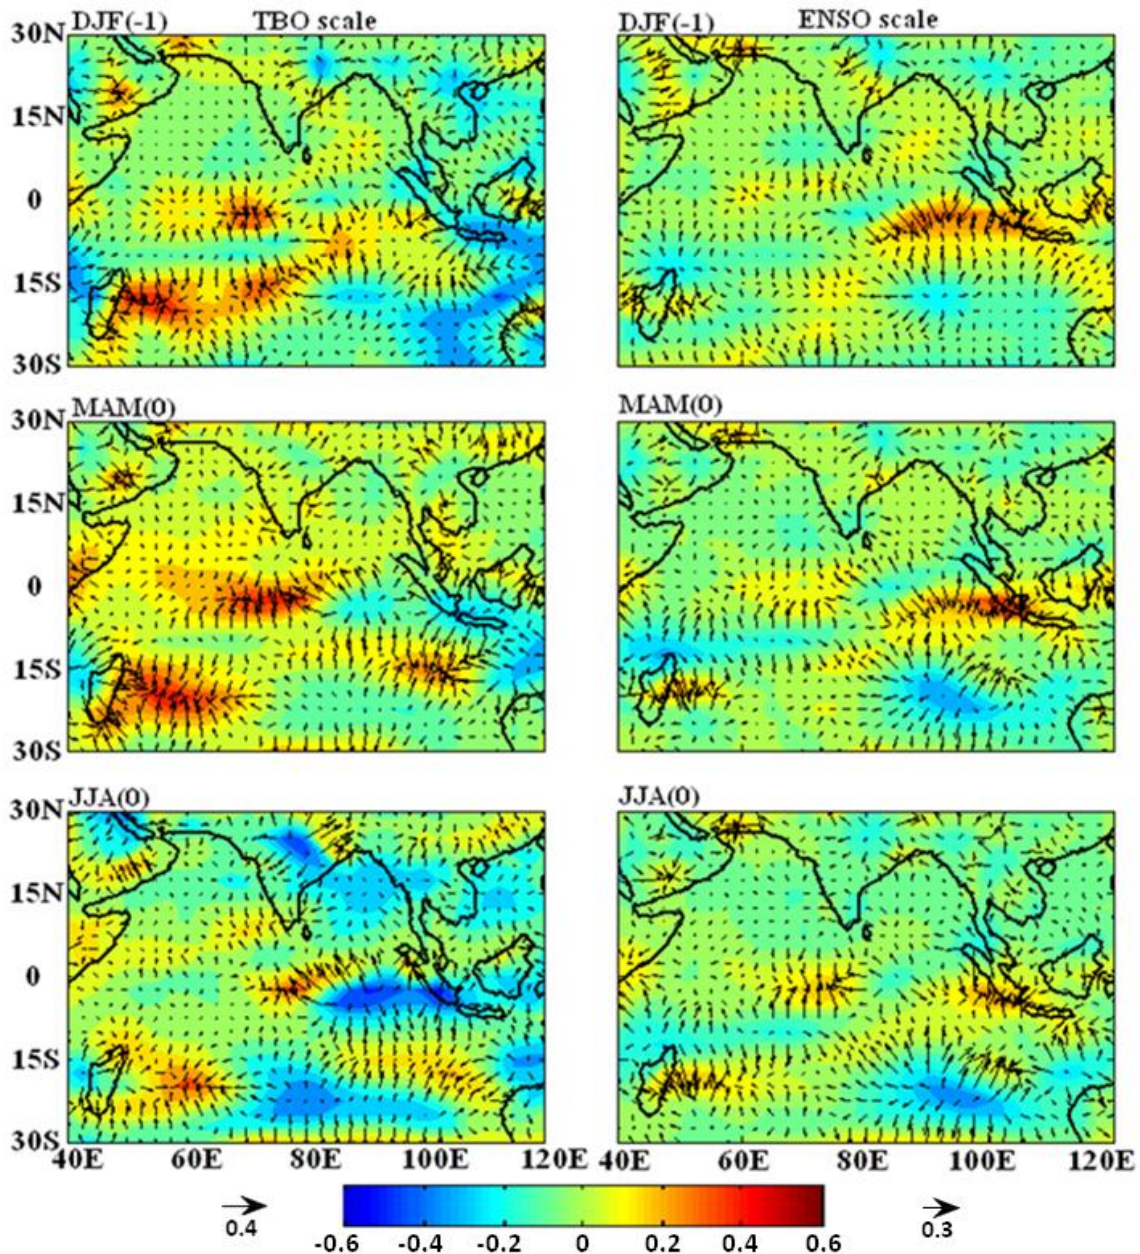 DJF(-1) TBO scale DJF(-1) ENSO scale
30N
15N
0
15S
30S
MAM(0) MAM(0)
30N
15N
0
15S
30S
JJA(0) JJA(0)
30N
15N
0
15S
30S
40E 60E 80E 100E 120E 40E 60E 80E 100E 120E
0.4 -0.6 -0.4 -0.2 0 0.2 0.4 0.6 0.3